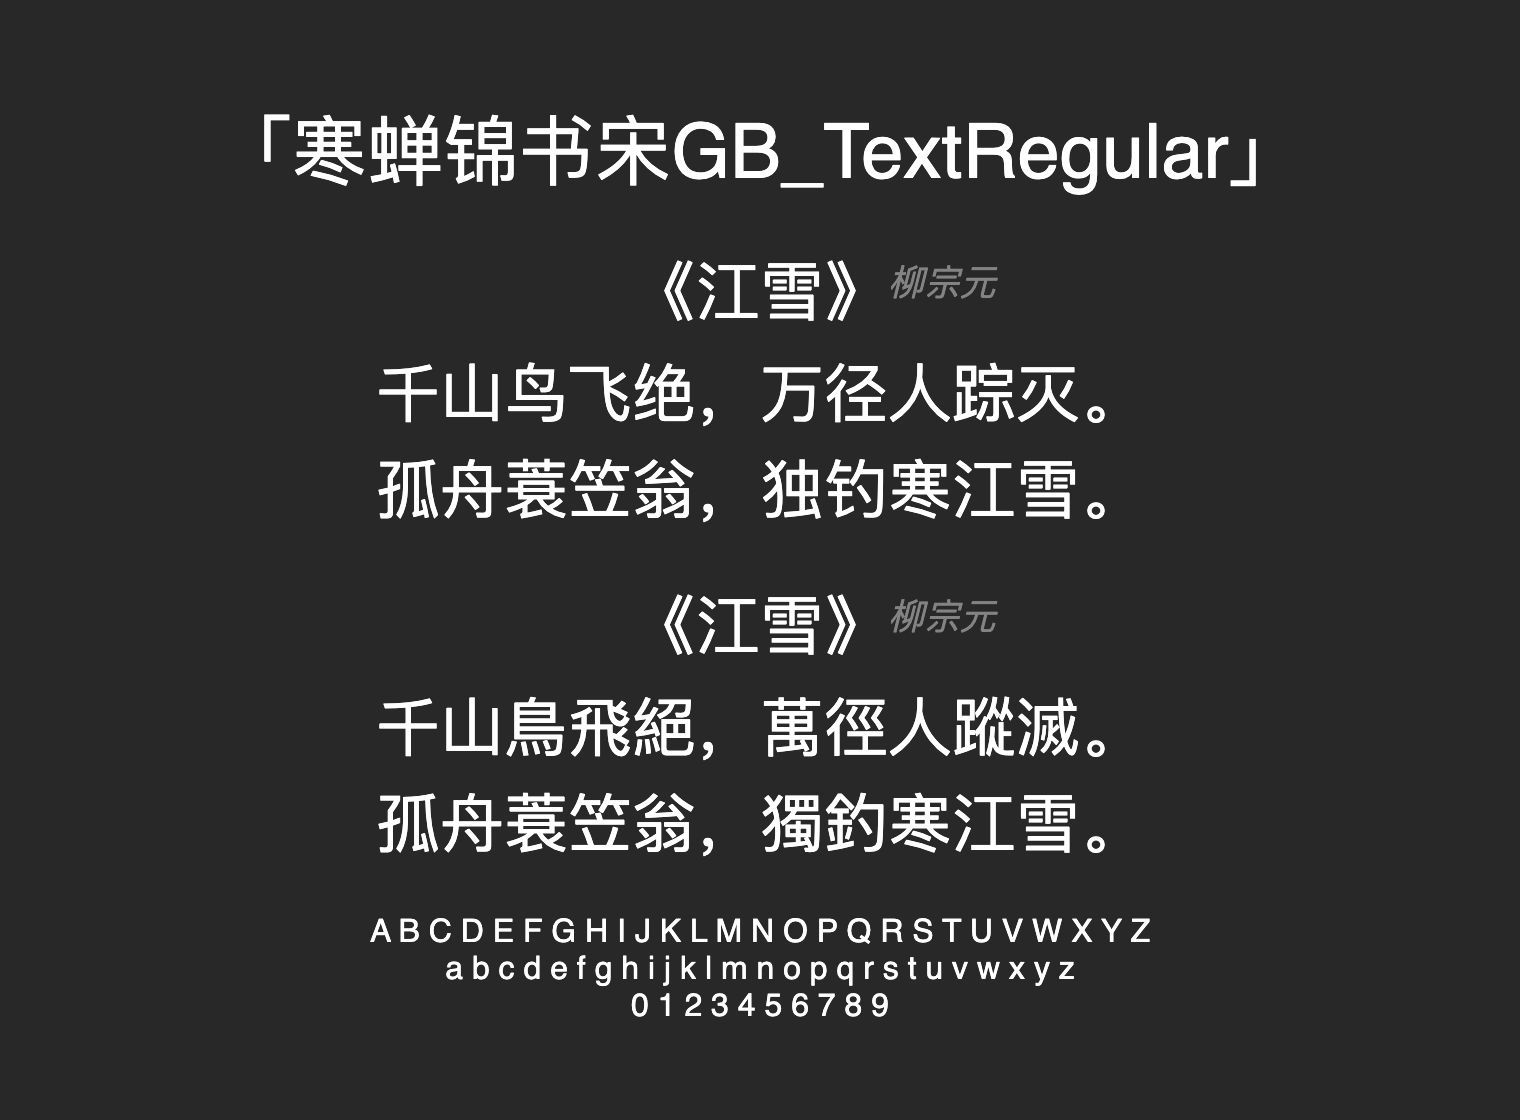 「寒蝉锦书宋GB_TextRegular」
《江雪》 柳宗元
千山鸟飞绝，万径人踪灭。
孤舟蓑笠翁，独钓寒江雪。
《江雪》 柳宗元
千山鳥飛絕，萬徑人蹤滅。
孤舟蓑笠翁，獨釣寒江雪。
A B C D E F G H I J K L M N O P Q R S T U V W X Y Z
a b c d e f g h i j k l m n o p q r s t u v w x y z
0 1 2 3 4 5 6 7 8 9